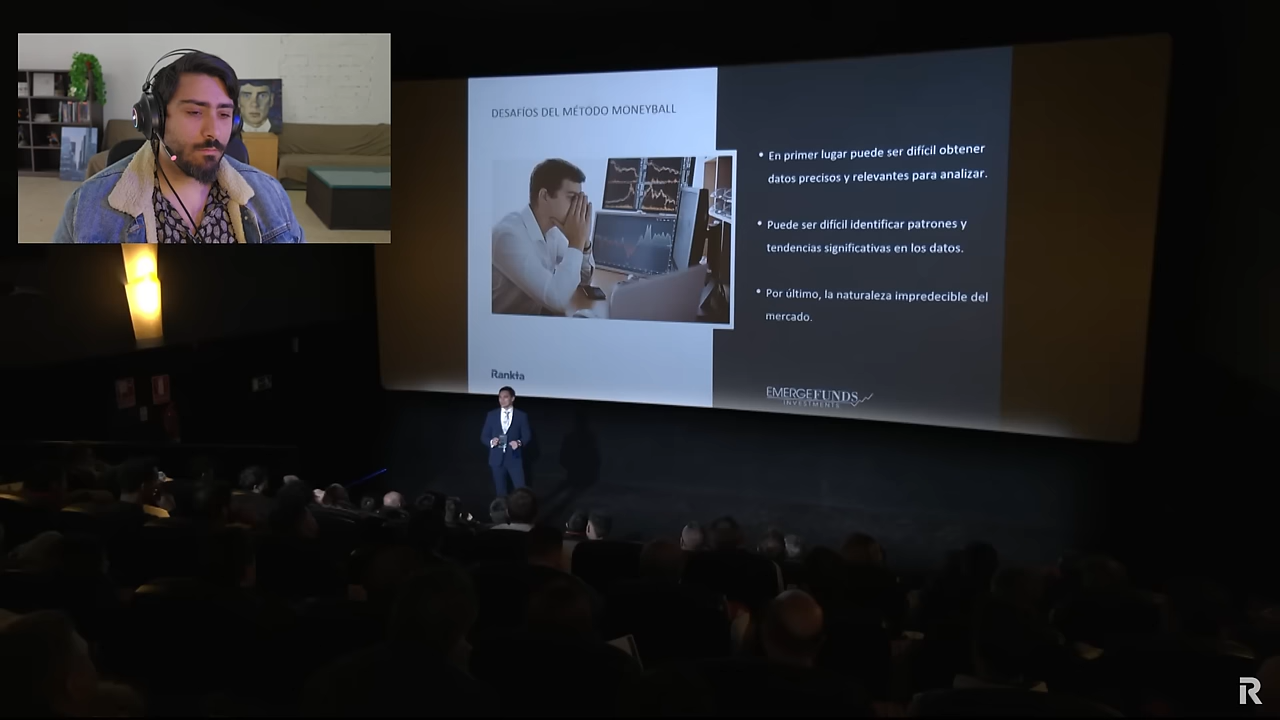 DESAFÍOS DEL MÉTODO MONEYBALL
• En primer lugar puede ser difícil obtener
datos precisos y relevantes para analizar.
• Puede ser difícil identificar patrones y
tendencias significativas en los datos.
• Por último, la naturaleza impredecible del
mercado.
Rankia
EMERGEFUNDS
INVESTMENTS
R